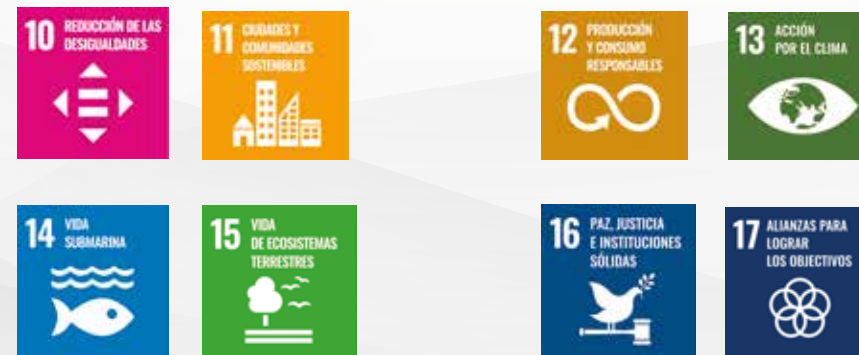 10 REDUCCIÓN DE LAS
DESIGUALDADES
11 CIUDADES Y
COMUNIDADES
SOSTENIBLES
12 PRODUCCIÓN
Y CONSUMO
RESPONSABLES
13 ACCIÓN
POR EL CLIMA
14 VIDA
SUBMARINA
15 VIDA
DE ECOSISTEMAS
TERRESTRES
16 PAZ, JUSTICIA
E INSTITUCIONES
SÓLIDAS
17 ALIANZAS PARA
LOGRAR
LOS OBJECTIVOS